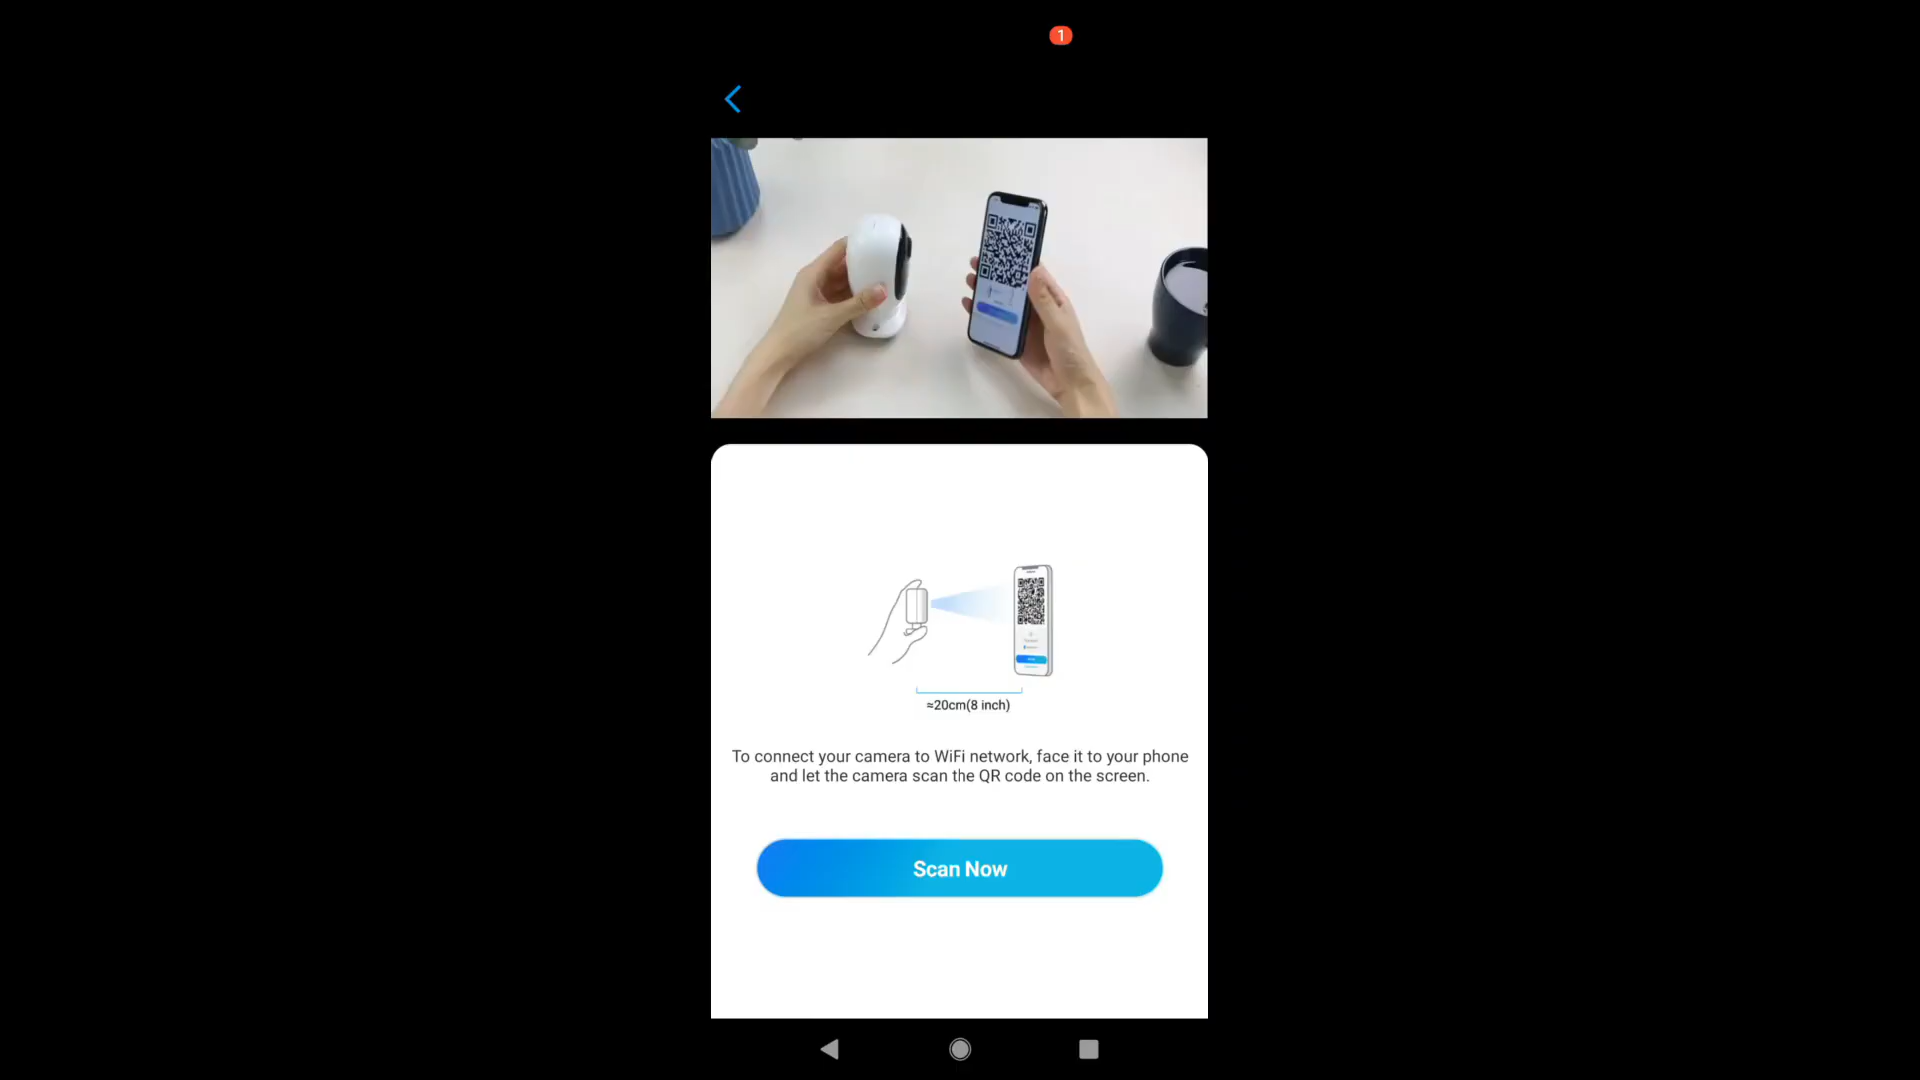 1
≈20cm(8 inch)
To connect your camera to WiFi network, face it to your phone
and let the camera scan the QR code on the screen.
Scan Now